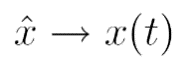 x̂ → x(t)